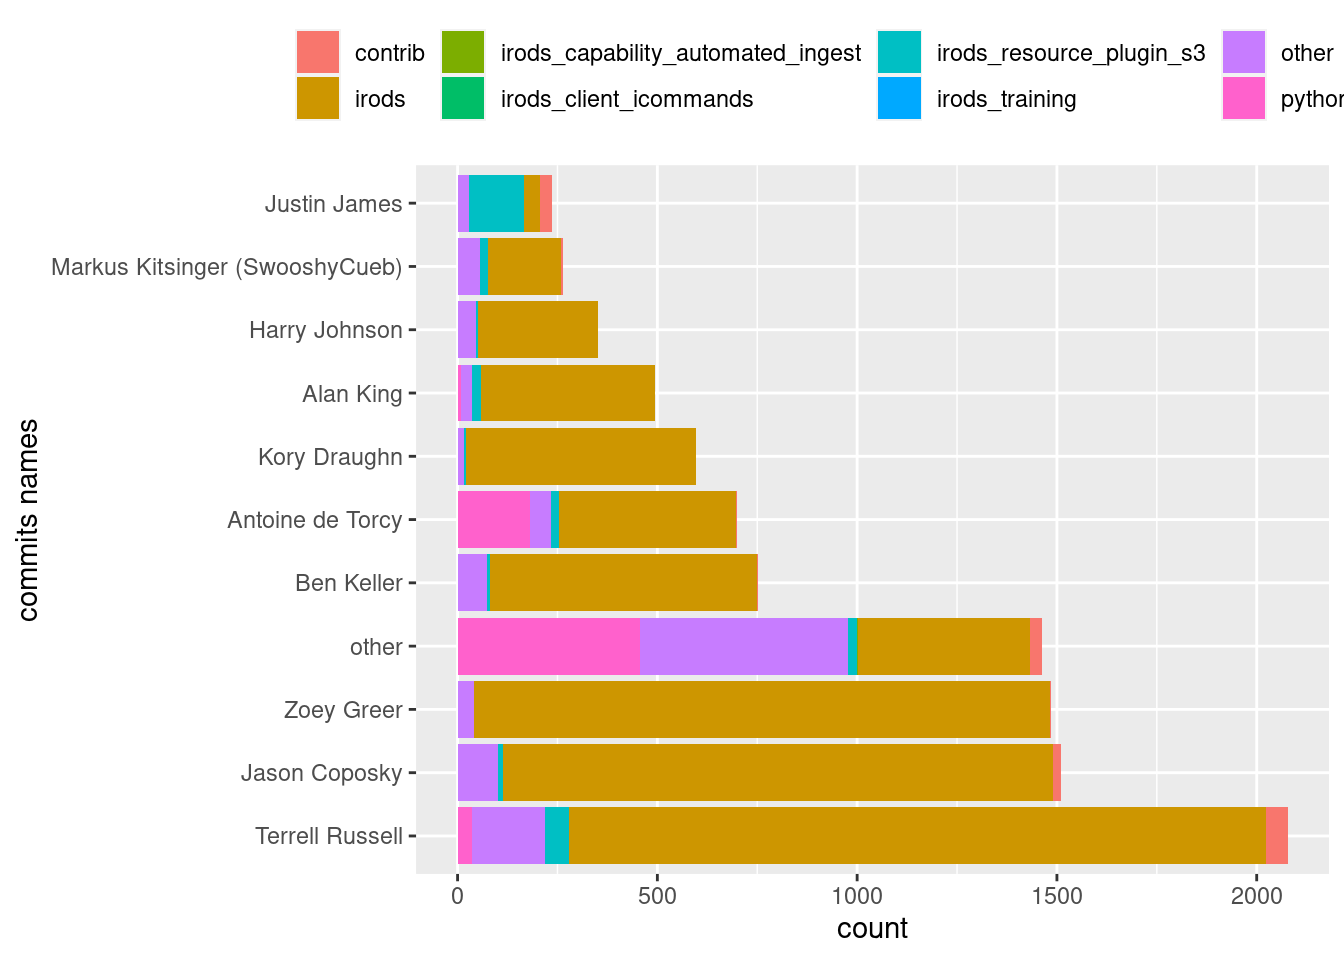 contrib irods_capability_automated_ingest irods_resource_plugin_s3 other
irods irods_client_icommands irods_training python
Justin James
Markus Kitsinger (SwooshyCueb)
Harry Johnson
Alan King
Kory Draughn
Antoine de Torcy
Ben Keller
other
Zoey Greer
Jason Coposky
Terrell Russell
commits names
0 500 1000 1500 2000
count